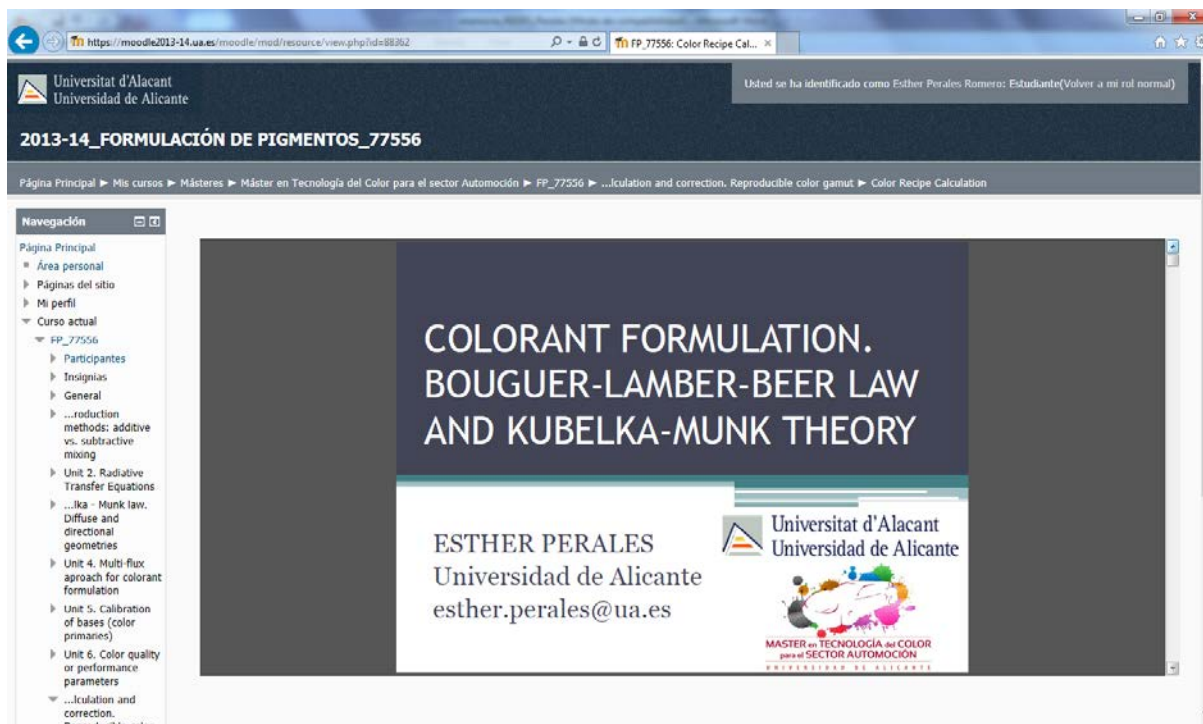 https://moodle2013-14.ua.es/moodle/mod/resource/view.php?id=88362
FP_77556: Color Recipe Cal...
Universitat d'Alacant
Universidad de Alicante
Usted se ha identificado como Esther Perales Romero: Estudiante(Volver a mi rol normal)
2013-14_FORMULACIÓN DE PIGMENTOS_77556
Página Principal ► Mis cursos ► Másteres ► Máster en Tecnología del Color para el sector Automoción ► FP_77556 ► ...lculation and correction. Reproducible color gamut ► Color Recipe Calculation
Navegación
Página Principal
Área personal
Páginas del sitio
Mi perfil
Curso actual
FP_77556
Participantes
Insignias
General
...roduction
methods: additive
vs. subtractive
mixing
Unit 2. Radiative
Transfer Equations
...lka - Munk law.
Diffuse and
directional
geometries
Unit 4. Multi-flux
aproach for colorant
formulation
Unit 5. Calibration
of bases (color
primaries)
Unit 6. Color quality
or performance
parameters
...lculation and
correction.
COLORANT FORMULATION.
BOUGUER-LAMBER-BEER LAW
AND KUBELKA-MUNK THEORY
ESTHER PERALES
Universidad de Alicante
esther.perales@ua.es
Universitat d'Alacant
Universidad de Alicante
MASTER en TECNOLOGÍA del COLOR
para el SECTOR AUTOMOCIÓN
UNIVERSIDAD DE ALICANTE